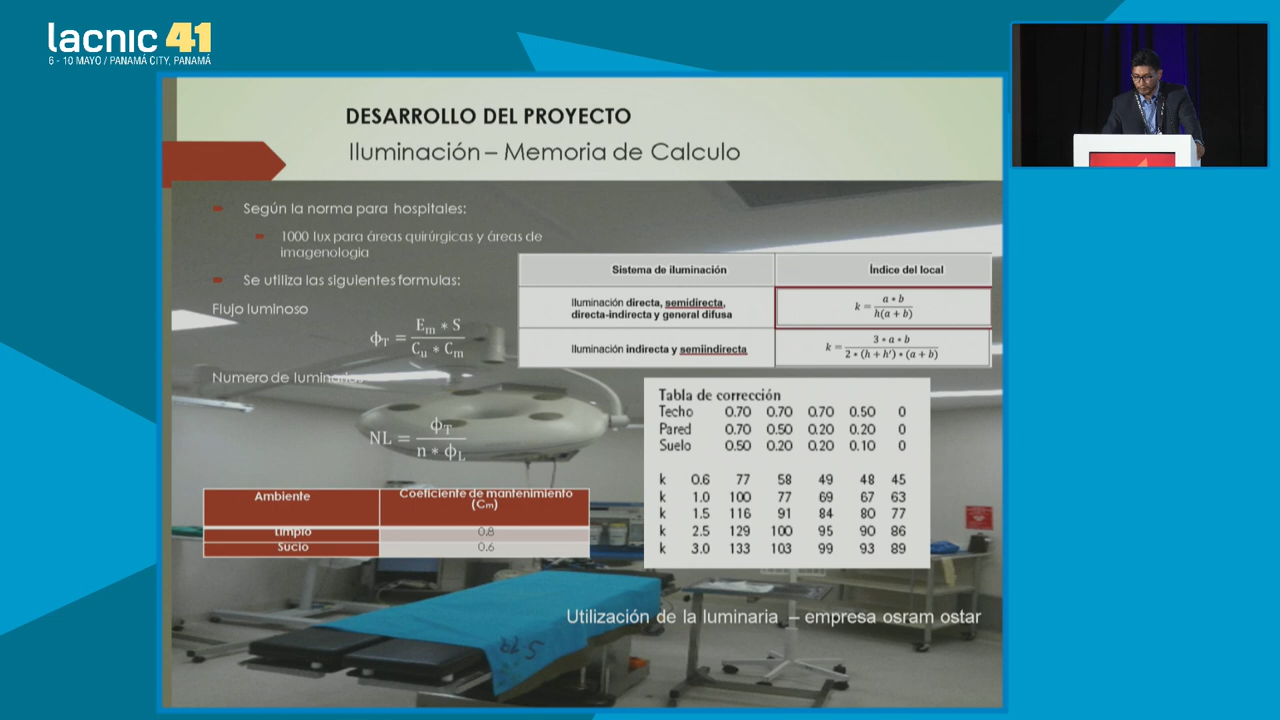 lacnic 41
6 - 10 MAYO / PANAMÁ CITY, PANAMÁ
DESARROLLO DEL PROYECTO
Iluminación – Memoria de Calculo
Según la norma para hospitales:
1000 lux para áreas quirúrgicas y áreas de
imagenologia
Se utiliza las siguientes formulas:
Flujo luminoso
ϕ_T = (E_m * S) / (C_u * C_m)
Numero de luminarias
NL = ϕ_T / (n * ϕ_L)
Sistema de iluminación Índice del local
Iluminación directa, semidirecta,
directa-indirecta y general difusa
k = (a * b) / h(a + b)
Iluminación indirecta y semiindirecta
k = (3 * a * b) / (2 * (h + h') * (a + b))
Tabla de corrección
Techo 0.70 0.70 0.70 0.50 0
Pared 0.70 0.50 0.20 0.20 0
Suelo 0.50 0.20 0.20 0.10 0
k 0.6 77 58 49 48 45
k 1.0 100 77 69 67 63
k 1.5 116 91 84 80 77
k 2.5 129 100 95 90 86
k 3.0 133 103 99 93 89
Ambiente Coeficiente de mantenimiento
(Cm)
Limpio 0.8
Sucio 0.6
Utilización de la luminaria – empresa osram ostar